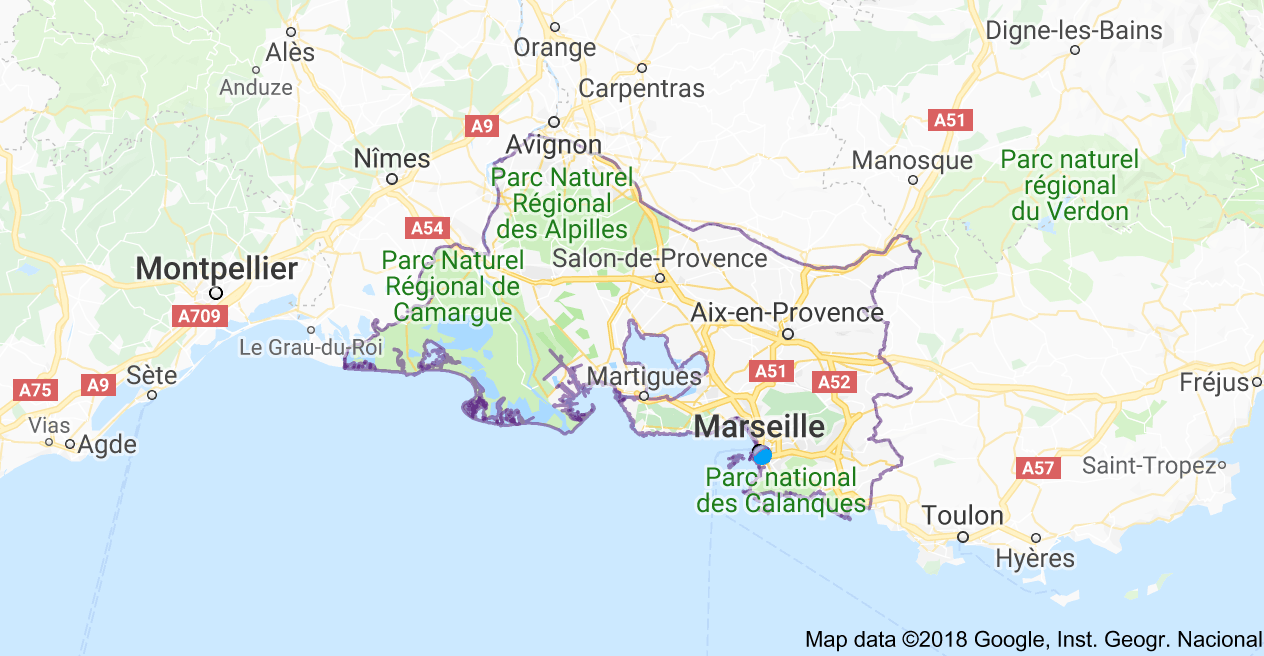 Digne-les-Bains
Alès
Orange
Anduze
Carpentras
A9
A51
Avignon
Nîmes
Manosque
Parc naturel
régional
du Verdon
Parc Naturel
Régional
des Alpilles
A54
Parc Naturel
Régional de
Camargue
Salon-de-Provence
Montpellier
A709
Aix-en-Provence
Le Grau-du-Roi
A75
A9
Sète
Martigues
A51
A52
Fréjus
Vias
Agde
Marseille
A57
Saint-Tropez
Parc national
des Calanques
Toulon
Hyères
Map data ©2018 Google, Inst. Geogr. Nacional